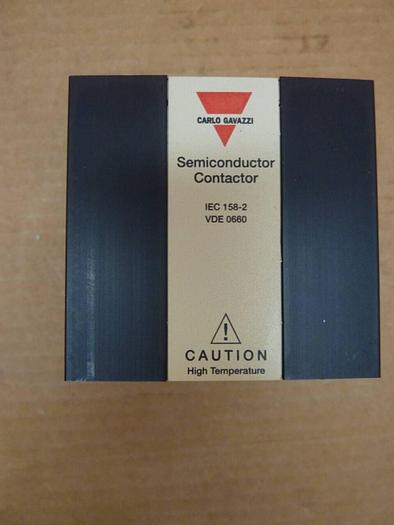 CARLO GAVAZZI
Semiconductor
Contactor
IEC 158-2
VDE 0660
!
CAUTION
High Temperature